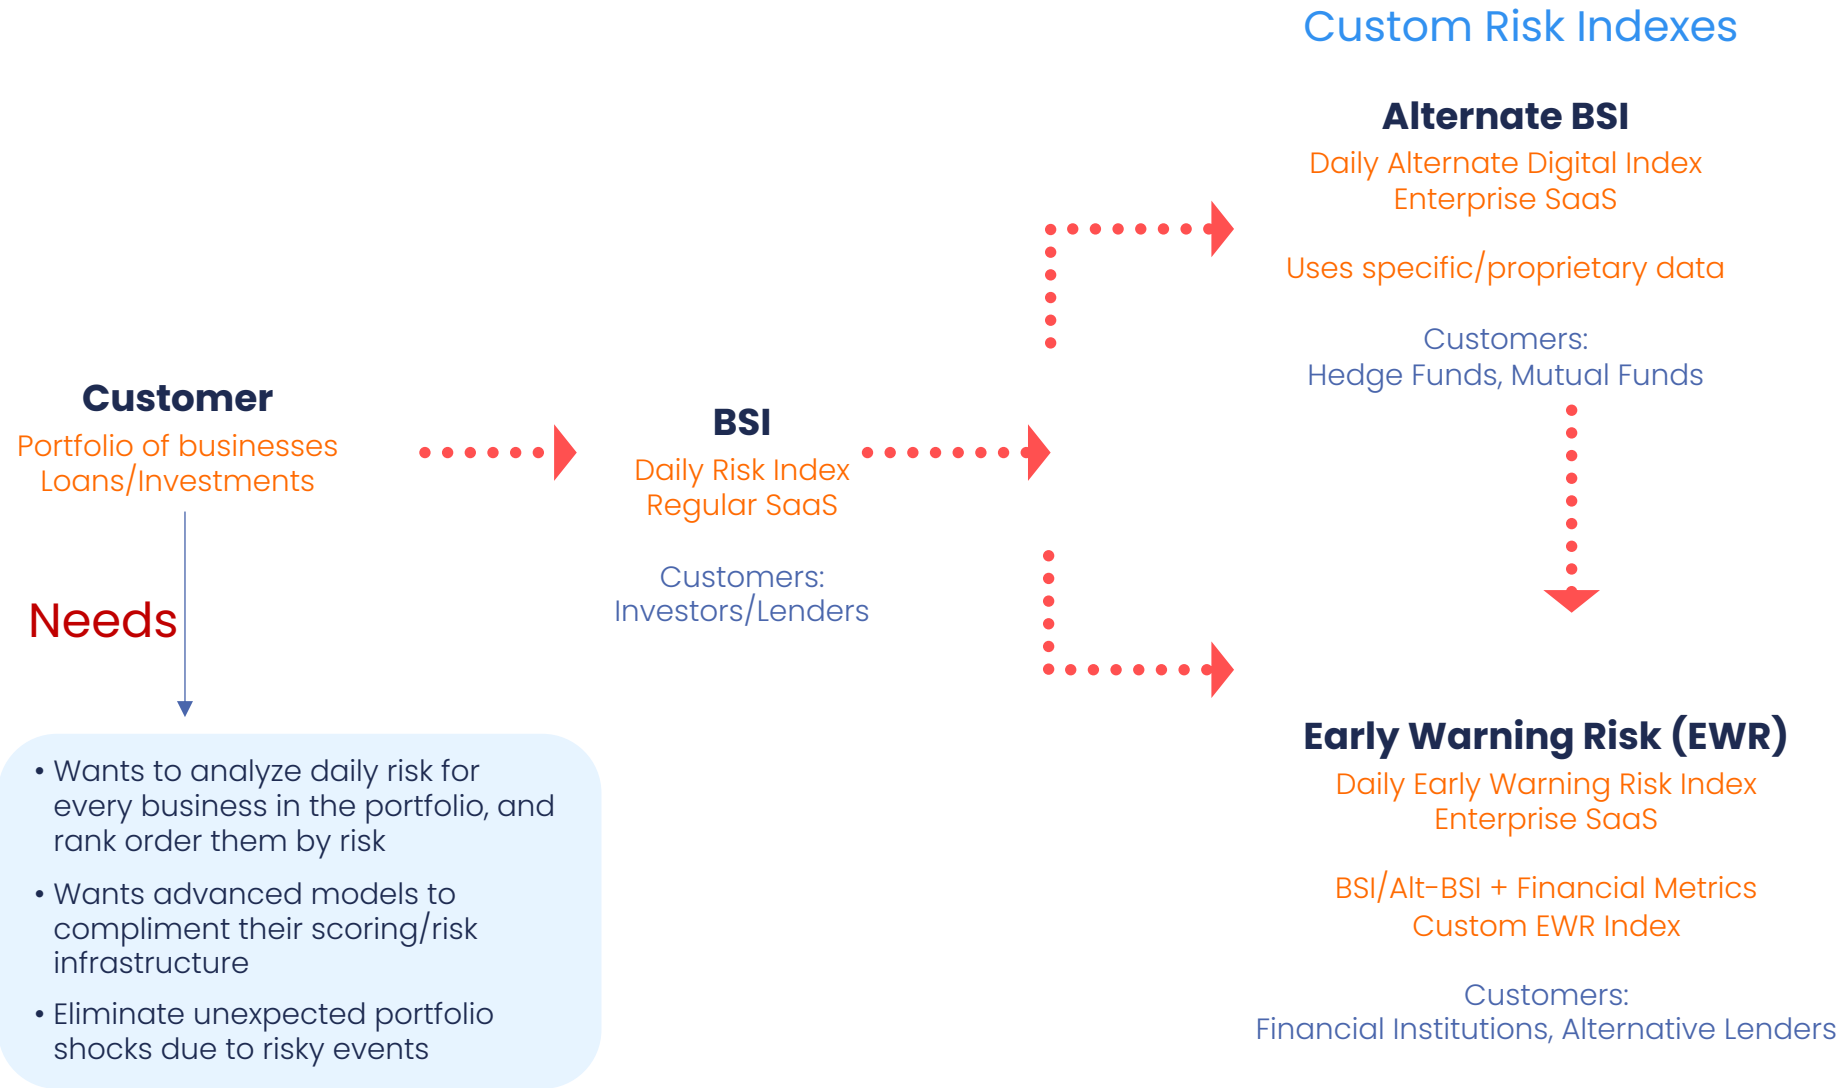 Custom Risk Indexes
Alternate BSI
Daily Alternate Digital Index
Enterprise SaaS
Uses specific/proprietary data
Customers:
Hedge Funds, Mutual Funds
Customer
Portfolio of businesses
Loans/Investments
BSI
Daily Risk Index
Regular SaaS
Customers:
Investors/Lenders
Needs
• Wants to analyze daily risk for
every business in the portfolio, and
rank order them by risk
• Wants advanced models to
compliment their scoring/risk
infrastructure
• Eliminate unexpected portfolio
shocks due to risky events
Early Warning Risk (EWR)
Daily Early Warning Risk Index
Enterprise SaaS
BSI/Alt-BSI + Financial Metrics
Custom EWR Index
Customers:
Financial Institutions, Alternative Lenders